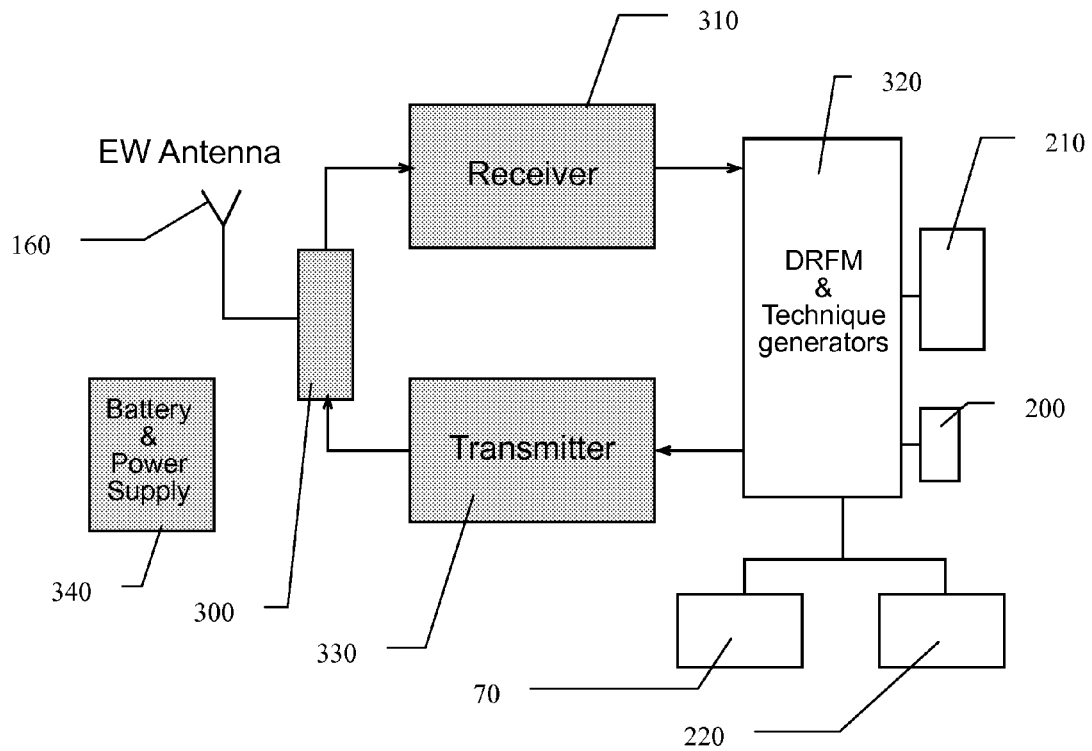 310
320
210
EW Antenna
Receiver
160
DRFM
&
Technique
generators
Battery
&
Power
Supply
Transmitter
200
340
300
330
70
220